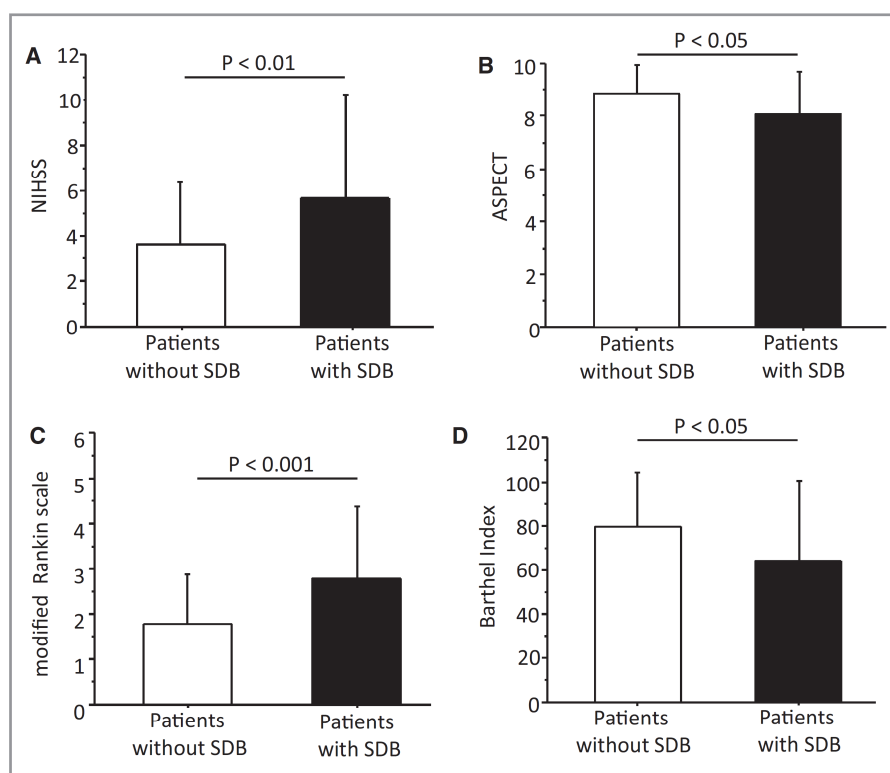 A
P < 0.01
NIHSS
12
10
8
6
4
2
0
Patients
without SDB
Patients
with SDB
B
P < 0.05
ASPECT
10
8
6
4
2
0
Patients
without SDB
Patients
with SDB
C
P < 0.001
modified Rankin scale
6
5
4
3
2
1
0
Patients
without SDB
Patients
with SDB
D
P < 0.05
Barthel Index
120
100
80
60
40
20
0
Patients
without SDB
Patients
with SDB